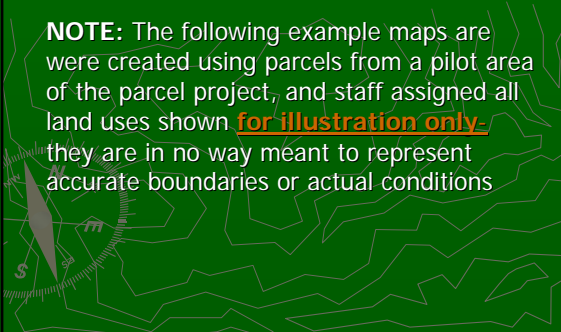 NOTE: The following example maps are
were created using parcels from a pilot area
of the parcel project, and staff assigned all
land uses shown for illustration only-
they are in no way meant to represent
accurate boundaries or actual conditions
N
NW
E
SE
S